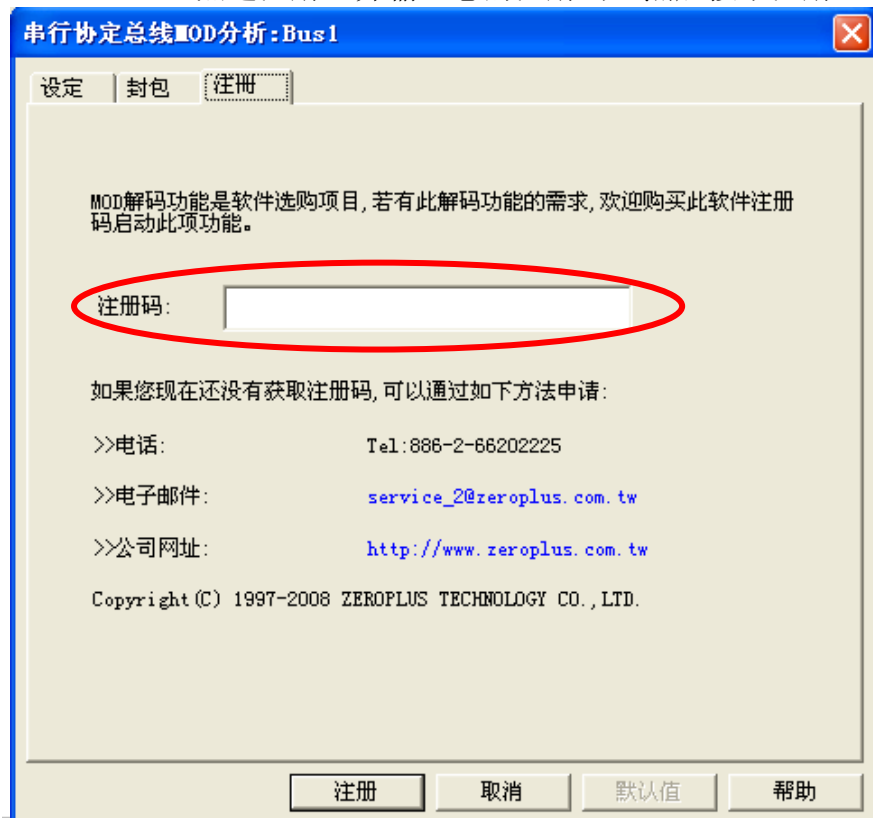 串行协定总线MOD分析:Bus1
设定 封包 注册
MOD解码功能是软件选购项目,若有此解码功能的需求,欢迎购买此软件注册
码启动此项功能。
注册码:
如果您现在还没有获取注册码,可以通过如下方法申请:
>>电话: Tel:886-2-66202225
>>电子邮件: service_2@zeroplus.com.tw
>>公司网址: http://www.zeroplus.com.tw
Copyright(C) 1997-2008 ZEROPLUS TECHNOLOGY CO.,LTD.
注册 取消 默认值 帮助